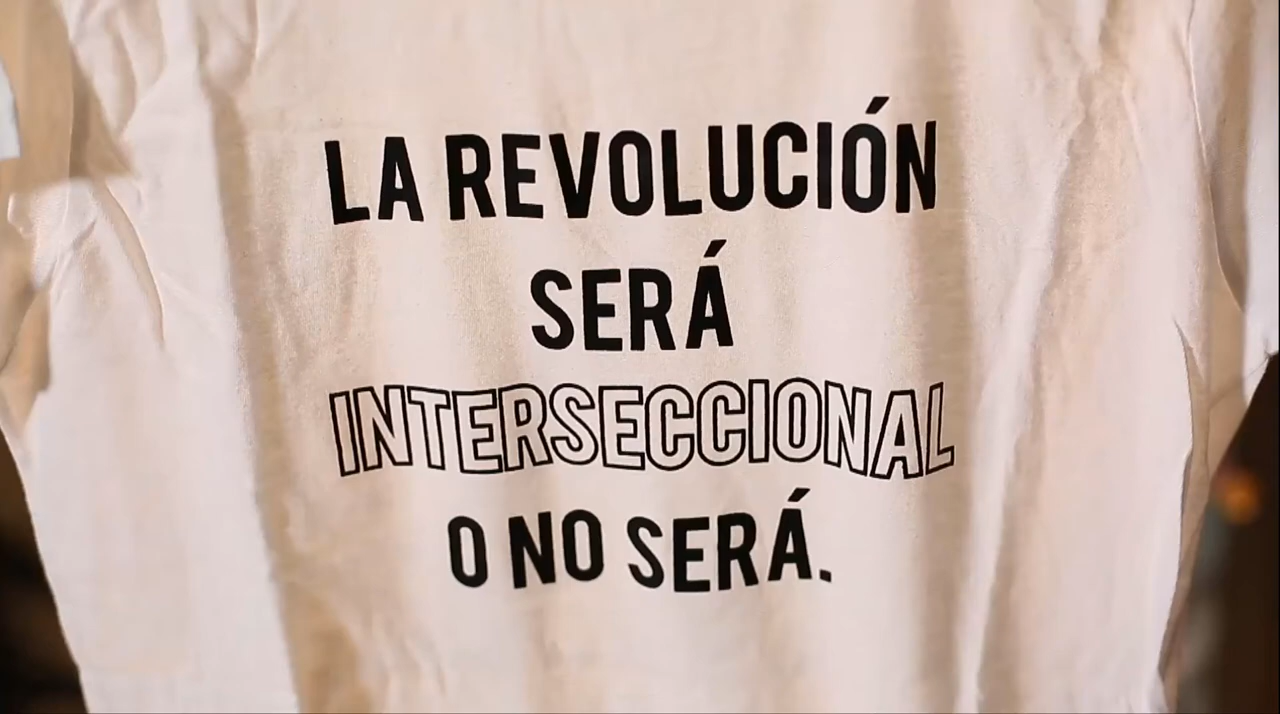 LA REVOLUCIÓN
SERÁ
INTERSECCIONAL
O NO SERÁ.